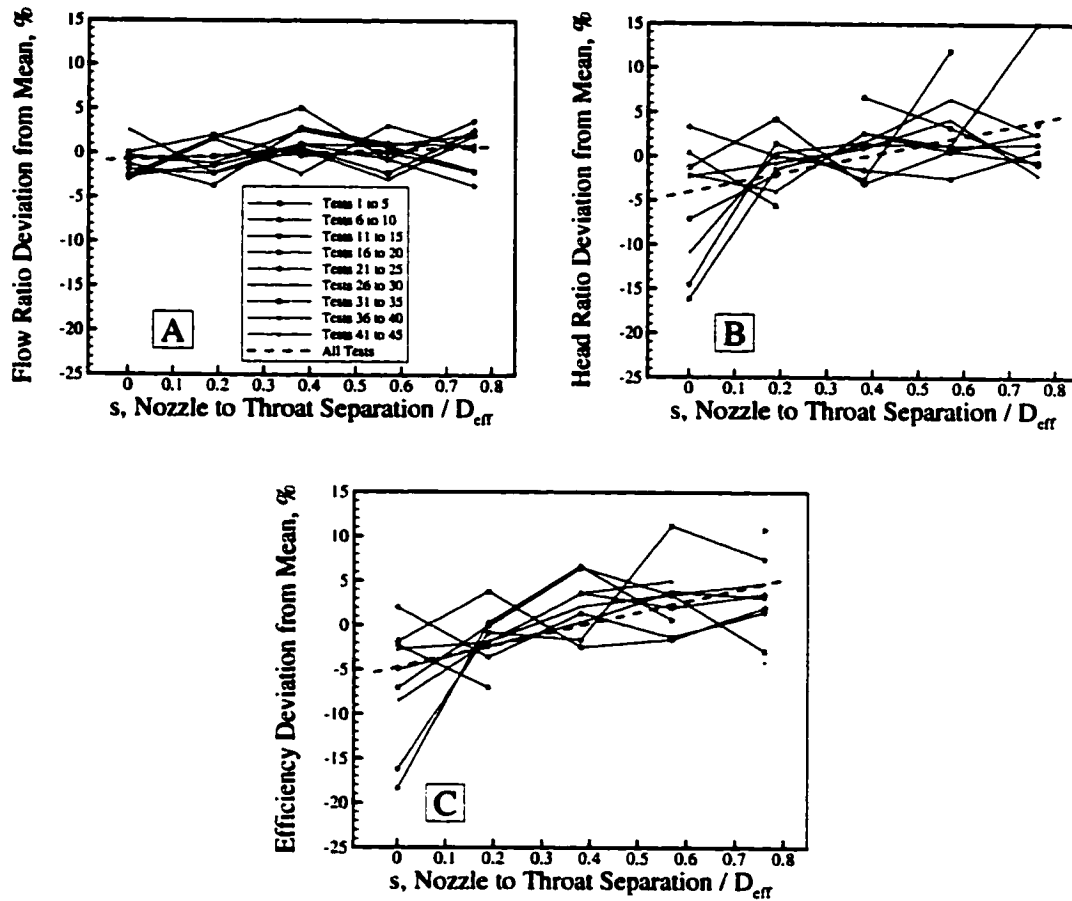 Flow Ratio Deviation from Mean, %
15
10
5
0
-5
-10
-15
-20
-25
A
Tests 1 to 5
Tests 6 to 10
Tests 11 to 15
Tests 16 to 20
Tests 21 to 25
Tests 26 to 30
Tests 31 to 35
Tests 36 to 40
Tests 41 to 45
All Tests
0 0.1 0.2 0.3 0.4 0.5 0.6 0.7 0.8
s, Nozzle to Throat Separation / Deff
Head Ratio Deviation from Mean, %
15
10
5
0
-5
-10
-15
-20
-25
B
0 0.1 0.2 0.3 0.4 0.5 0.6 0.7 0.8
s, Nozzle to Throat Separation / Deff
Efficiency Deviation from Mean, %
15
10
5
0
-5
-10
-15
-20
-25
C
0 0.1 0.2 0.3 0.4 0.5 0.6 0.7 0.8
s, Nozzle to Throat Separation / Deff